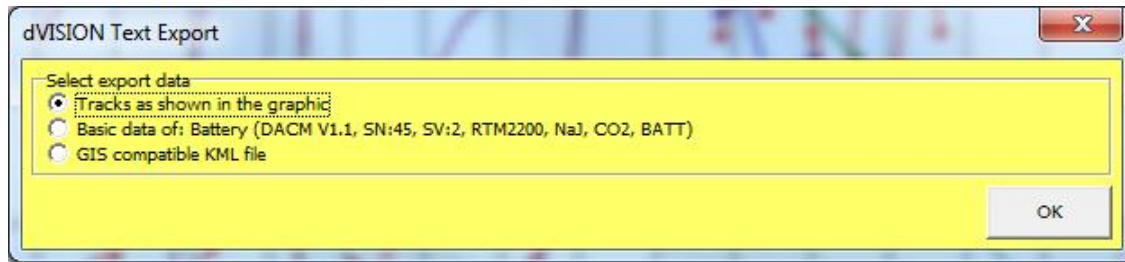 dVISION Text Export
Select export data
Tracks as shown in the graphic
Basic data of: Battery (DACM V1.1, SN:45, SV:2, RTM2200, NaJ, CO2, BATT)
GIS compatible KML file
OK